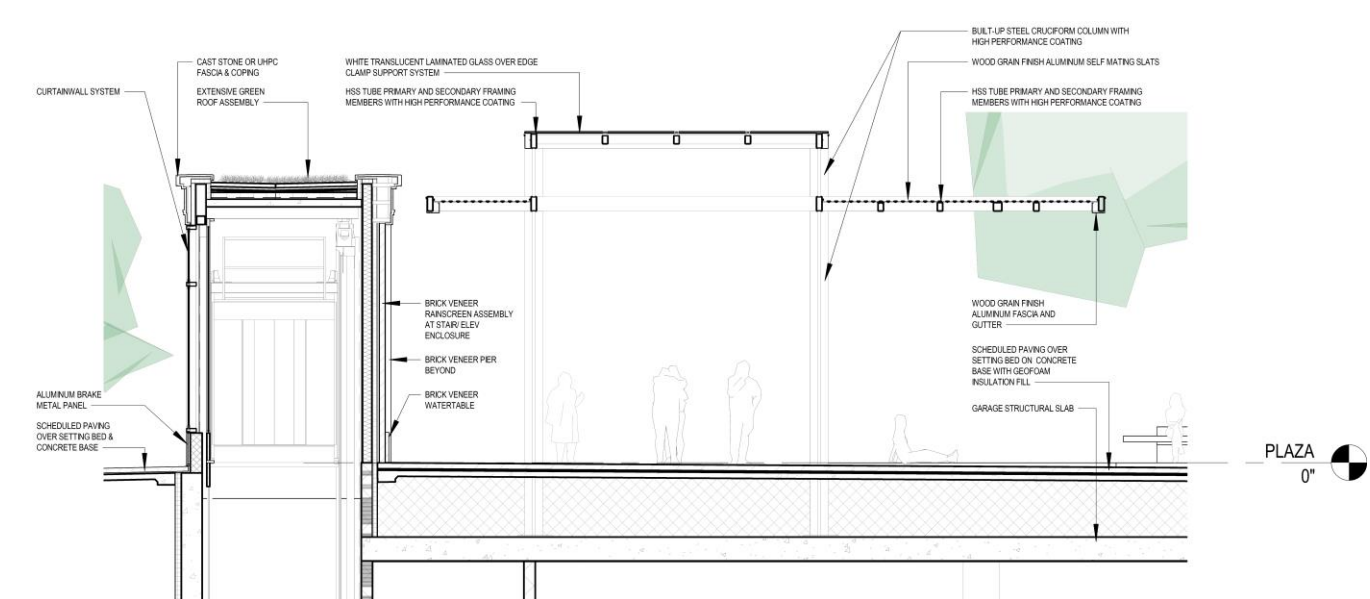 BUILT-UP STEEL CRUCIFORM COLUMN WITH
HIGH PERFORMANCE COATING
CAST STONE OR UHPC
FASCIA & COPING
WHITE TRANSLUCENT LAMINATED GLASS OVER EDGE
CLAMP SUPPORT SYSTEM
WOOD GRAIN FINISH ALUMINUM SELF MATING SLATS
CURTAINWALL SYSTEM
EXTENSIVE GREEN
ROOF ASSEMBLY
HSS TUBE PRIMARY AND SECONDARY FRAMING
MEMBERS WITH HIGH PERFORMANCE COATING
HSS TUBE PRIMARY AND SECONDARY FRAMING
MEMBERS WITH HIGH PERFORMANCE COATING
BRICK VENEER
RAINSCREEN ASSEMBLY
AT STAIR/ ELEV
ENCLOSURE
WOOD GRAIN FINISH
ALUMINUM FASCIA AND
GUTTER
BRICK VENEER PIER
BEYOND
SCHEDULED PAVING OVER
SETTING BED ON CONCRETE
BASE WITH GEOFOAM
INSULATION FILL
ALUMINUM BRAKE
METAL PANEL
BRICK VENEER
WATERTABLE
GARAGE STRUCTURAL SLAB
SCHEDULED PAVING
OVER SETTING BED &
CONCRETE BASE
PLAZA
0"